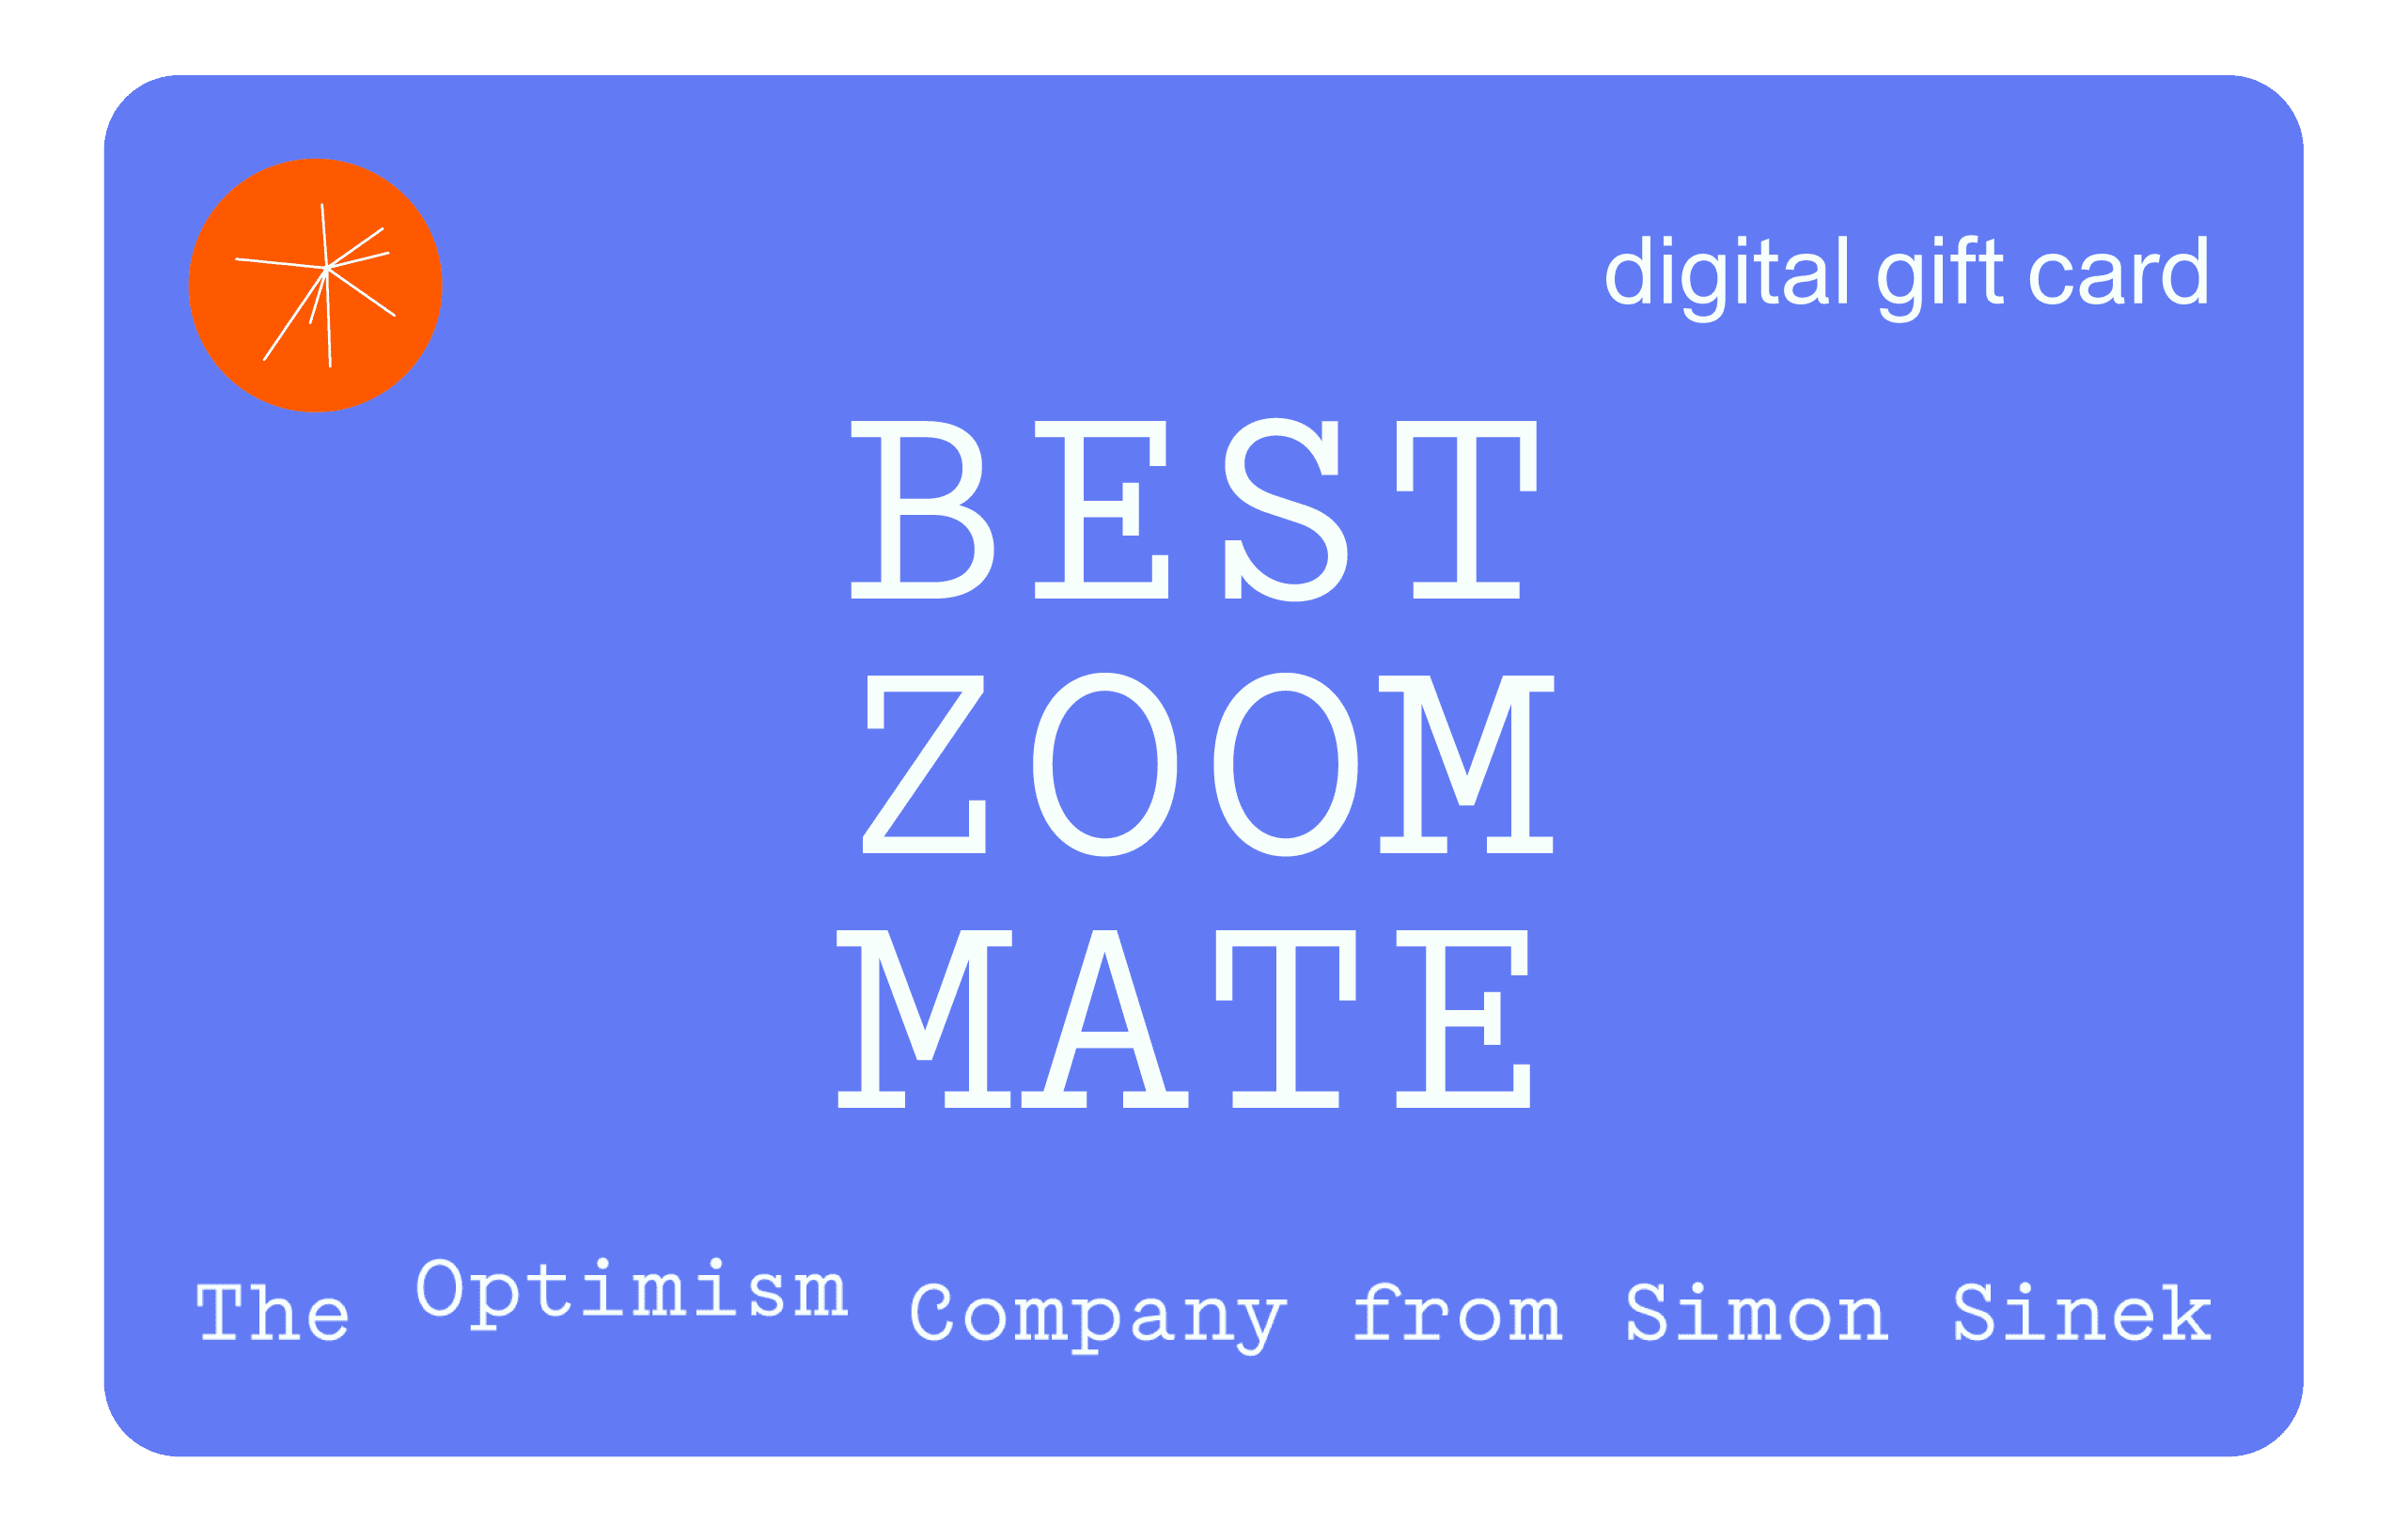 digital gift card
BEST
ZOOM
MATE
The Optimism Company from Simon Sinek